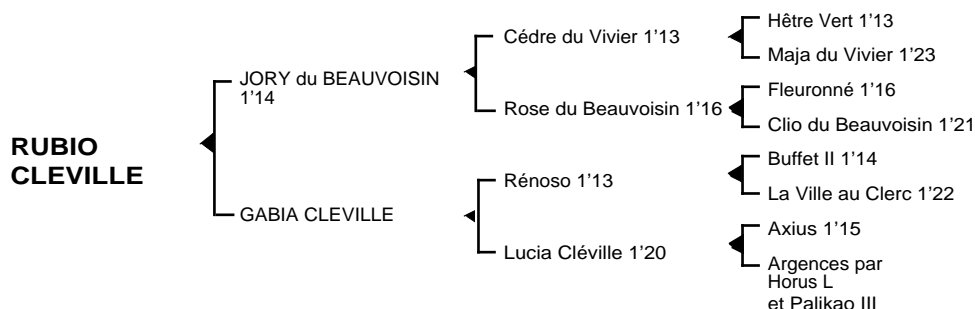 RUBIO
CLEVILLE
JORY du BEAUVOISIN
1’14
GABIA CLEVILLE
Cédre du Vivier 1’13
Rose du Beauvoisin 1’16
Rénoso 1’13
Lucia Cléville 1’20
Hêtre Vert 1’13
Maja du Vivier 1’23
Fleuronné 1’16
Clio du Beauvoisin 1’21
Buffet II 1’14
La Ville au Clerc 1’22
Axius 1’15
Argences par
Horus L
et Palikao III